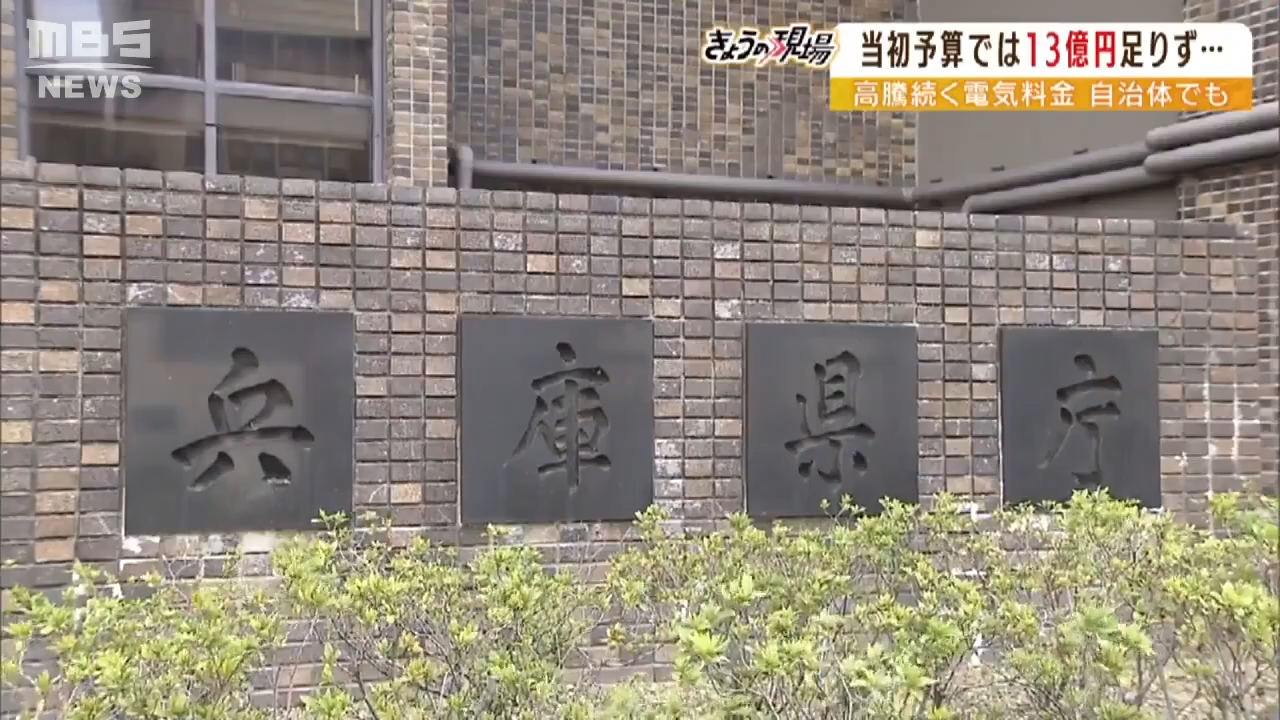 MBS
NEWS
きょうの現場
当初予算では13億円足りず…
高騰続く電気料金 自治体でも
兵庫県庁